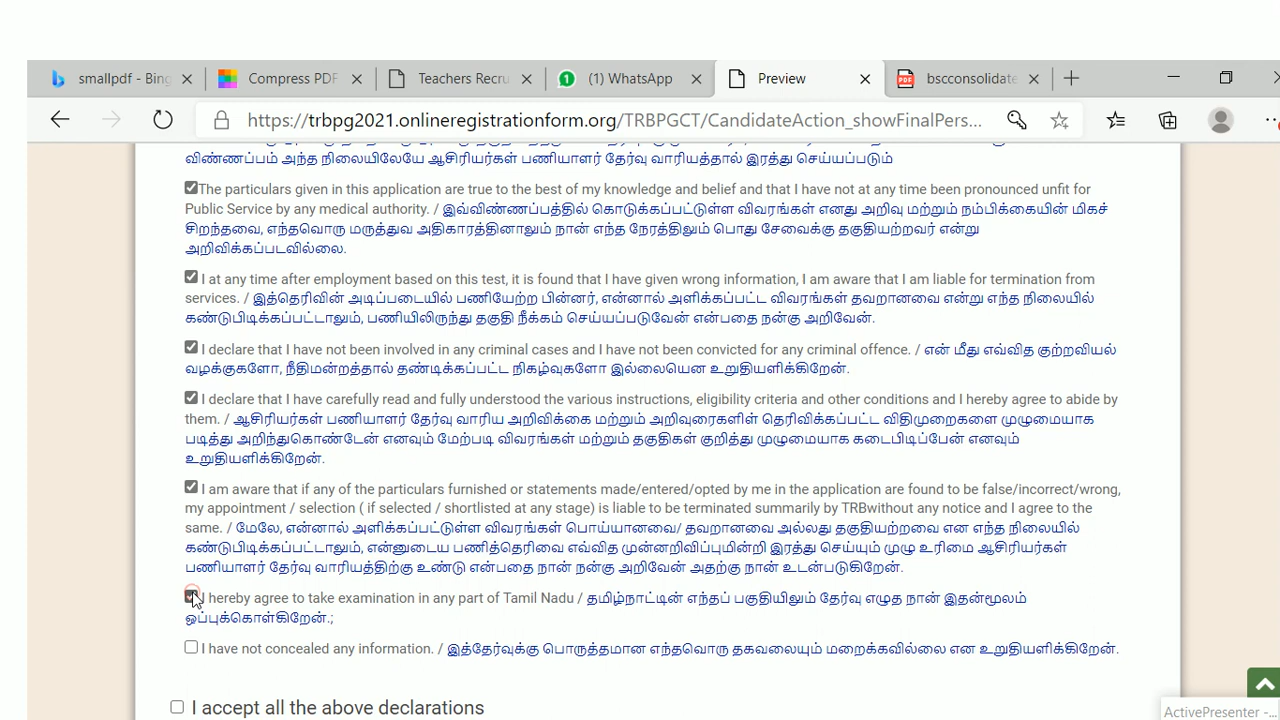 smallpdf - Bing
Compress PDF
Teachers Recru
(1) WhatsApp
Preview
bscconsolidate
https://trbpg2021.onlineregistrationform.org/TRBPGCT/CandidateAction_showFinalPers...
விண்ணப்பம் அந்த நிலையிலேயே ஆசிரியர்கள் பணியாளர் தேர்வு வாரியத்தால் இரத்து செய்யப்படும்
The particulars given in this application are true to the best of my knowledge and belief and that I have not at any time been pronounced unfit for
Public Service by any medical authority. / இவ்விண்ணப்பத்தில் கொடுக்கப்பட்டுள்ள விவரங்கள் எனது அறிவு மற்றும் நம்பிக்கையின் மிகச்
சிறந்தவை, எந்தவொரு மருத்துவ அதிகாரத்தினாலும் நான் எந்த நேரத்திலும் பொது சேவைக்கு தகுதியற்றவர் என்று
அறிவிக்கப்படவில்லை.
I at any time after employment based on this test, it is found that I have given wrong information, I am aware that I am liable for termination from
services. / இத்தெரிவின் அடிப்படையில் பணியேற்ற பின்னர், என்னால் அளிக்கப்பட்ட விவரங்கள் தவறானவை என்று எந்த நிலையில்
கண்டுபிடிக்கப்பட்டாலும், பணியிலிருந்து தகுதி நீக்கம் செய்யப்படுவேன் என்பதை நன்கு அறிவேன்.
I declare that I have not been involved in any criminal cases and I have not been convicted for any criminal offence. / என் மீது எவ்வித குற்றவியல்
வழக்குகளோ, நீதிமன்றத்தால் தண்டிக்கப்பட்ட நிகழ்வுகளோ இல்லையென உறுதியளிக்கிறேன்.
I declare that I have carefully read and fully understood the various instructions, eligibility criteria and other conditions and I hereby agree to abide by
them. / ஆசிரியர்கள் பணியாளர் தேர்வு வாரிய அறிவிக்கை மற்றும் அறிவுரைகளின் தெரிவிக்கப்பட்ட விதிமுறைகளை முழுமையாக
படித்து அறிந்துகொண்டேன் எனவும் மேற்படி விவரங்கள் மற்றும் தகுதிகள் குறித்து முழுமையாக கடைபிடிப்பேன் எனவும்
உறுதியளிக்கிறேன்.
I am aware that if any of the particulars furnished or statements made/entered/opted by me in the application are found to be false/incorrect/wrong,
my appointment / selection ( if selected / shortlisted at any stage) is liable to be terminated summarily by TRBwithout any notice and I agree to the
same. / மேலே, என்னால் அளிக்கப்பட்டுள்ள விவரங்கள் பொய்யானவை/ தவறானவை அல்லது தகுதியற்றவை என எந்த நிலையில்
கண்டுபிடிக்கப்பட்டாலும், என்னுடைய பணித்தெரிவை எவ்வித முன்னறிவிப்புமின்றி இரத்து செய்யும் முழு உரிமை ஆசிரியர்கள்
பணியாளர் தேர்வு வாரியத்திற்கு உண்டு என்பதை நான் நன்கு அறிவேன் அதற்கு நான் உடன்படுகிறேன்.
I hereby agree to take examination in any part of Tamil Nadu / தமிழ்நாட்டின் எந்தப் பகுதியிலும் தேர்வு எழுத நான் இதன்மூலம்
ஒப்புக்கொள்கிறேன்.;
I have not concealed any information. / இத்தேர்வுக்கு பொருத்தமான எந்தவொரு தகவலையும் மறைக்கவில்லை என உறுதியளிக்கிறேன்.
I accept all the above declarations
ActivePresenter -...